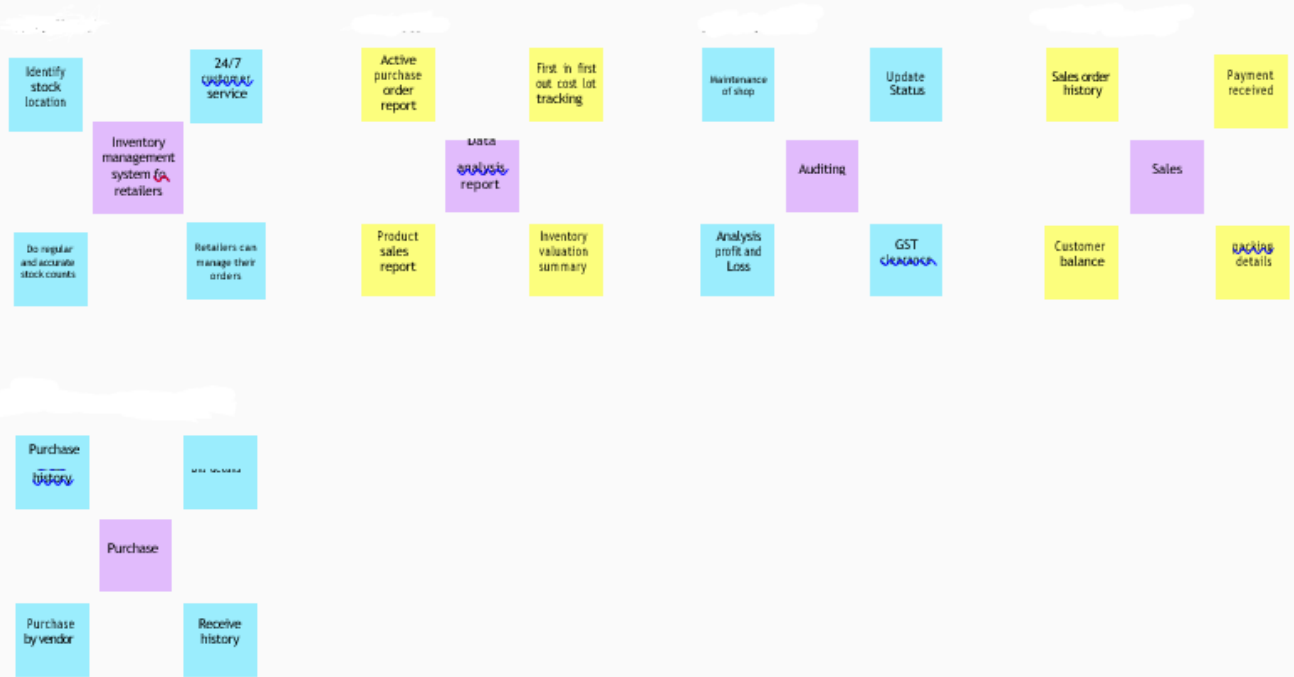 Identify
stock
location
24/7
customer
service
Inventory
management
system fo
retailers
Do regular
and accurate
stock counts
Retailers can
manage their
orders
Active
purchase
order
report
First in first
out cost lot
tracking
Data
analysis
report
Product
sales
report
Inventory
valuation
summary
Maintenance
of shop
Update
Status
Auditing
Analysis
profit and
Loss
GST
clearance
Sales order
history
Payment
received
Sales
Customer
balance
packing
details
Purchase
history
Purchase
Purchase
by vendor
Receive
history